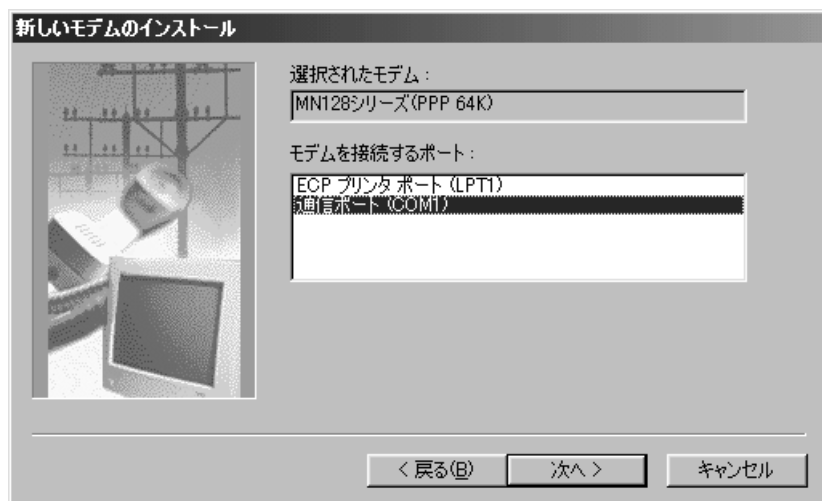 新しいモデムのインストール
選択されたモデム：
MN128シリーズ(PPP 64K)
モデムを接続するポート：
ECP プリンタ ポート (LPT1)
通信ポート (COM1)
< 戻る(B)
次へ >
キャンセル